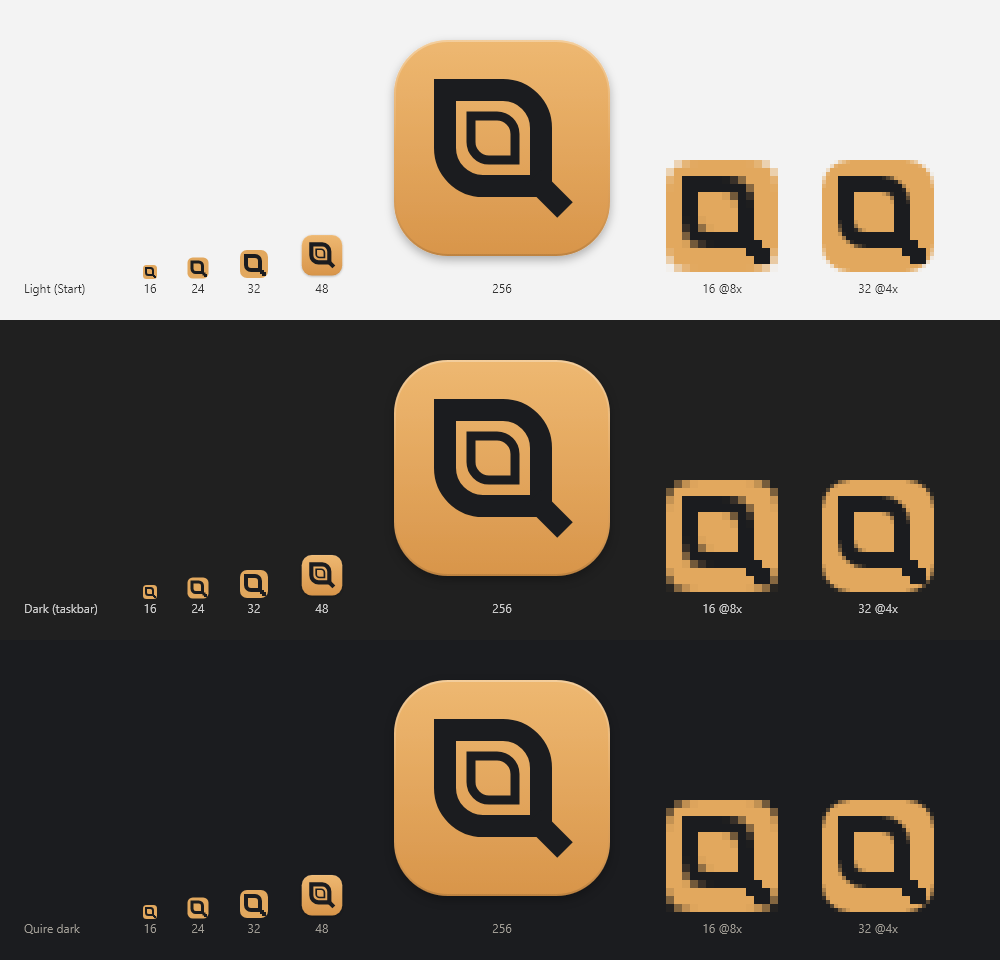 Light (Start) 16 24 32 48 256 16 @8x 32 @4x
Dark (taskbar) 16 24 32 48 256 16 @8x 32 @4x
Quire dark 16 24 32 48 256 16 @8x 32 @4x